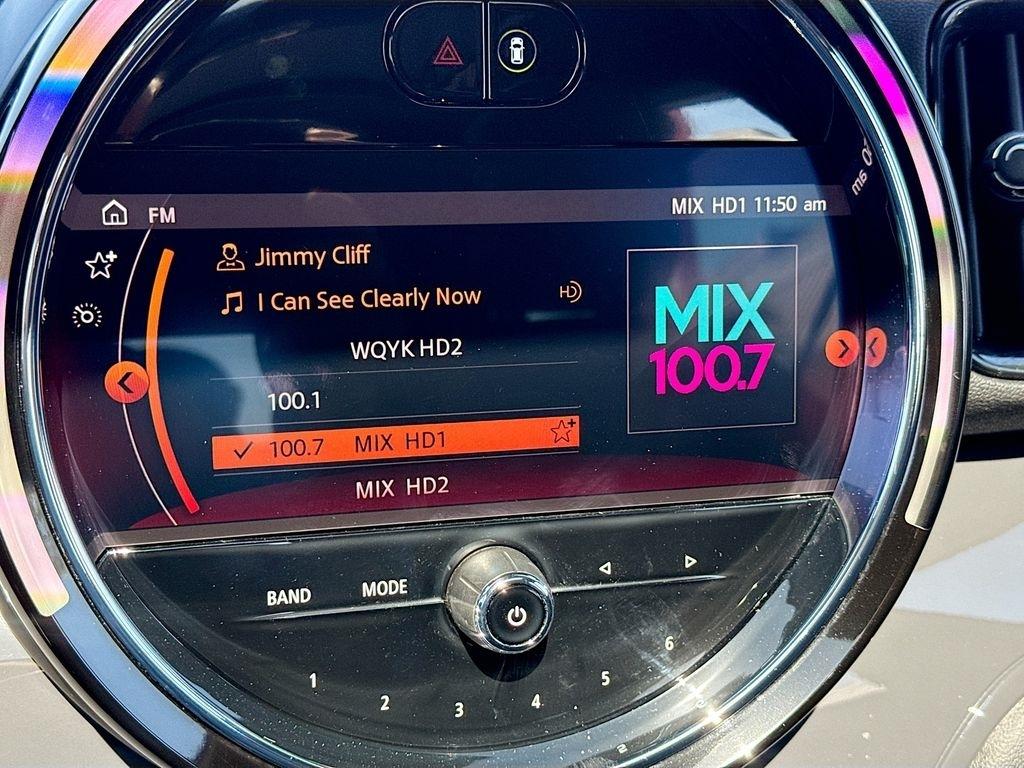 FM
MIX HD1 11:50 am
Jimmy Cliff
I Can See Clearly Now
HD
WQYK HD2
100.1
100.7 MIX HD1
MIX HD2
MIX
100.7
BAND
MODE
1
2
3
4
5
6